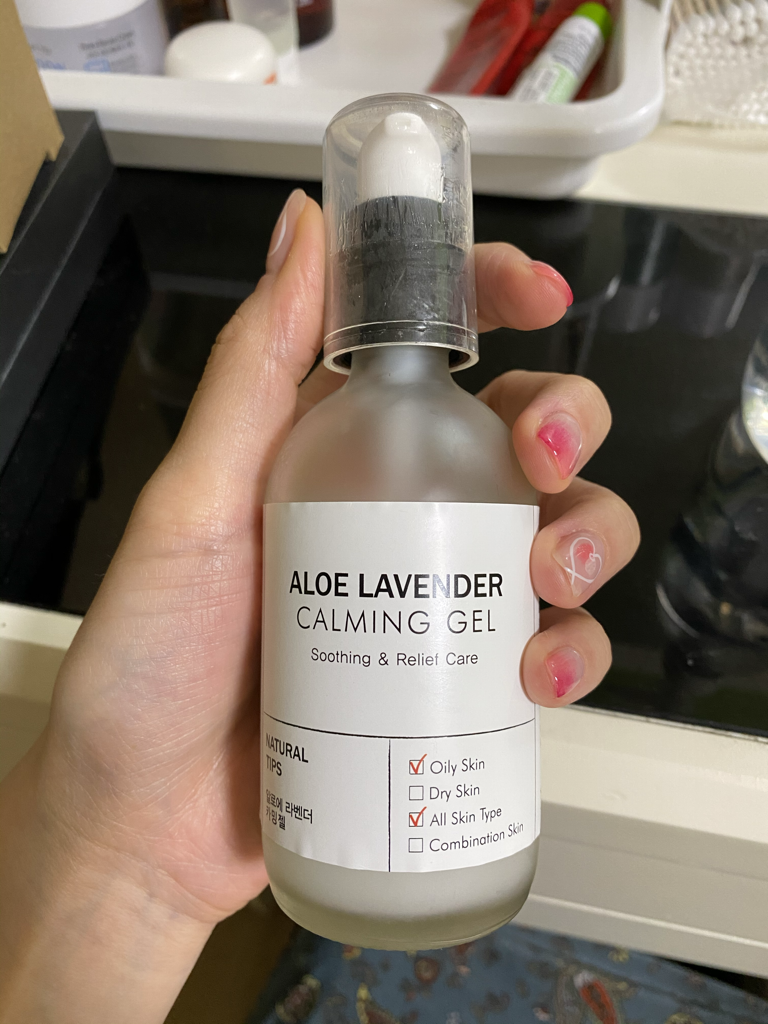 ALOE LAVENDER
CALMING GEL
Soothing & Relief Care
NATURAL
TIPS
알로에 라벤더
카밍젤
☑ Oily Skin
☐ Dry Skin
☑ All Skin Type
☐ Combination Skin